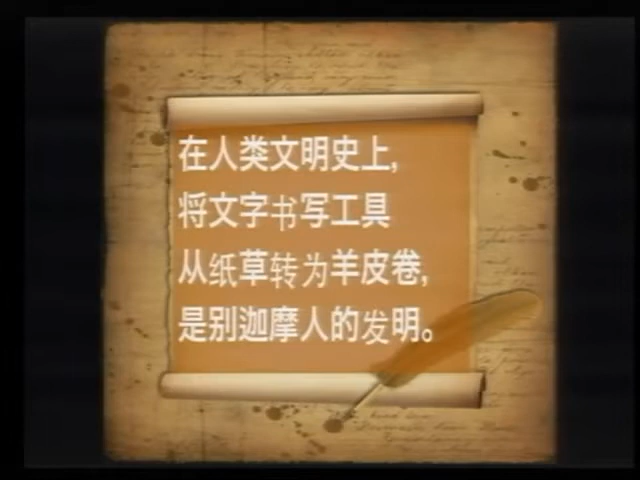 在人类文明史上,
将文字书写工具
从纸草转为羊皮卷,
是别迦摩人的发明。